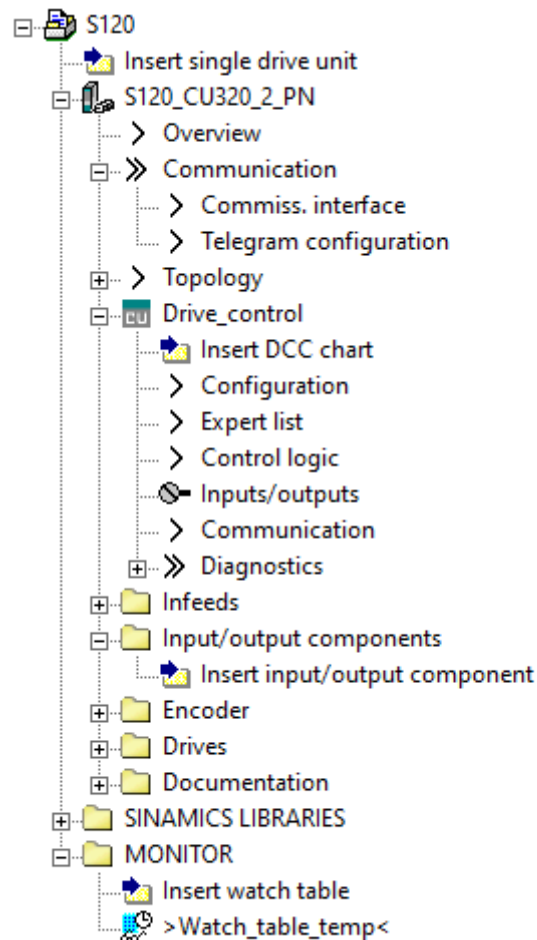 S120
Insert single drive unit
S120_CU320_2_PN
Overview
Communication
Commiss. interface
Telegram configuration
Topology
Drive_control
Insert DCC chart
Configuration
Expert list
Control logic
Inputs/outputs
Communication
Diagnostics
Infeeds
Input/output components
Insert input/output component
Encoder
Drives
Documentation
SINAMICS LIBRARIES
MONITOR
Insert watch table
>Watch_table_temp<